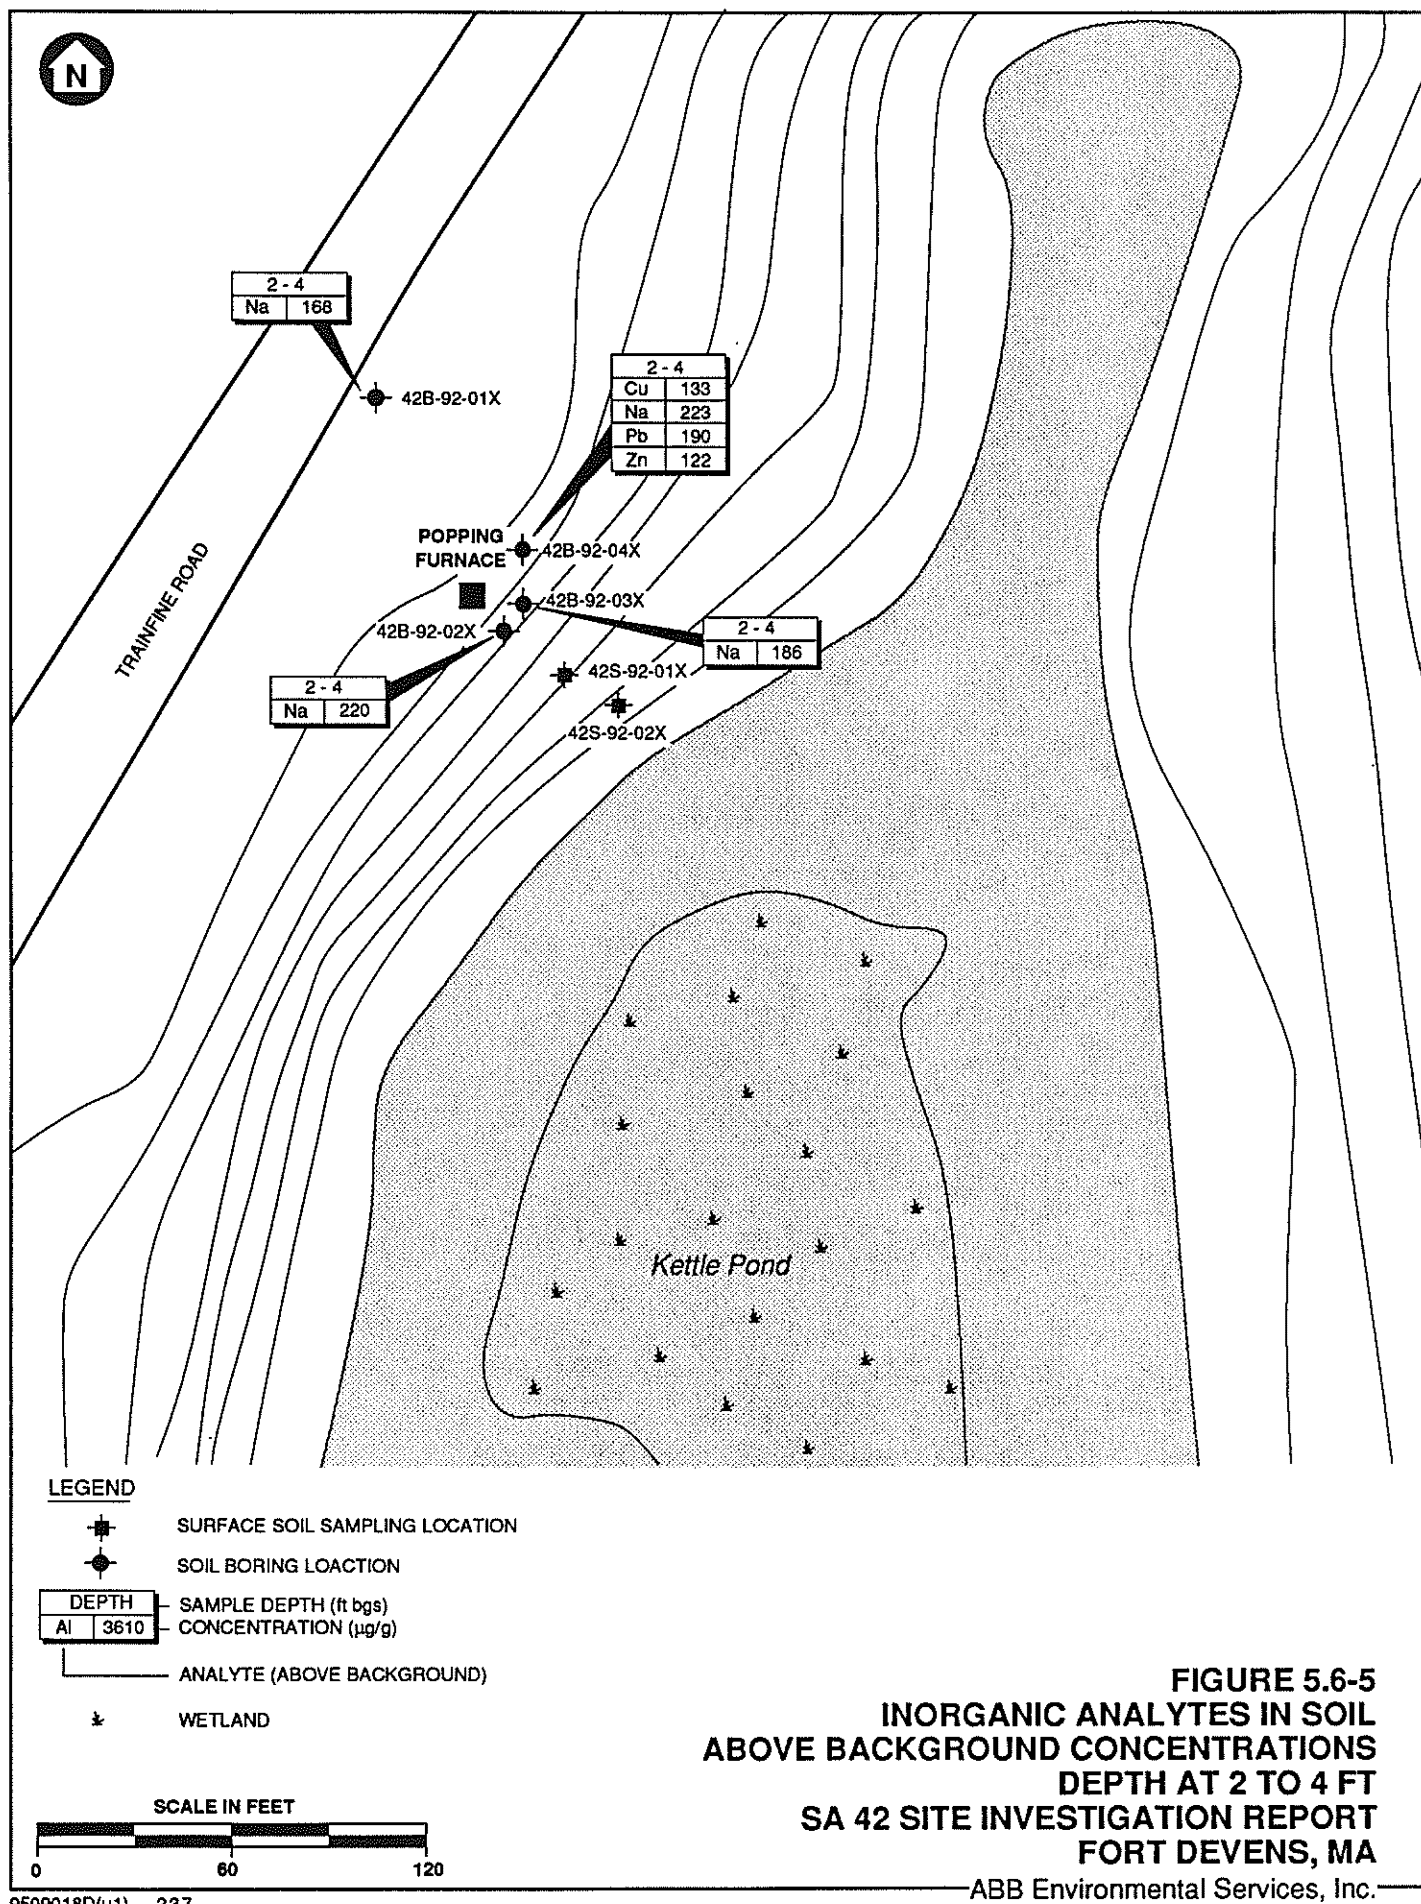 N
2 - 4
Na 168
42B-92-01X
2 - 4
Cu 133
Na 223
Pb 190
Zn 122
POPPING
FURNACE
42B-92-04X
TRAINFINE ROAD
42B-92-03X
42B-92-02X
2 - 4
Na 186
42S-92-01X
2 - 4
Na 220
42S-92-02X
Kettle Pond
LEGEND
SURFACE SOIL SAMPLING LOCATION
SOIL BORING LOACTION
DEPTH SAMPLE DEPTH (ft bgs)
Al 3610 CONCENTRATION (µg/g)
ANALYTE (ABOVE BACKGROUND)
WETLAND
SCALE IN FEET
0 60 120
FIGURE 5.6-5
INORGANIC ANALYTES IN SOIL
ABOVE BACKGROUND CONCENTRATIONS
DEPTH AT 2 TO 4 FT
SA 42 SITE INVESTIGATION REPORT
FORT DEVENS, MA
ABB Environmental Services, Inc.